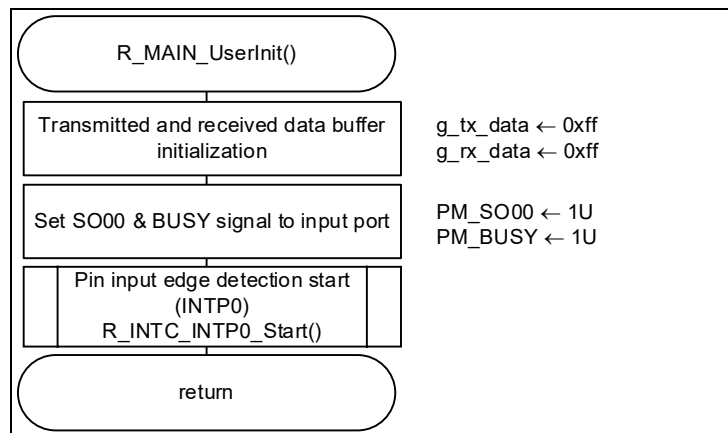 R_MAIN_UserInit()
Transmitted and received data buffer
initialization
g_tx_data ← 0xff
g_rx_data ← 0xff
Set SO00 & BUSY signal to input port
PM_SO00 ← 1U
PM_BUSY ← 1U
Pin input edge detection start
(INTP0)
R_INTC_INTP0_Start()
return